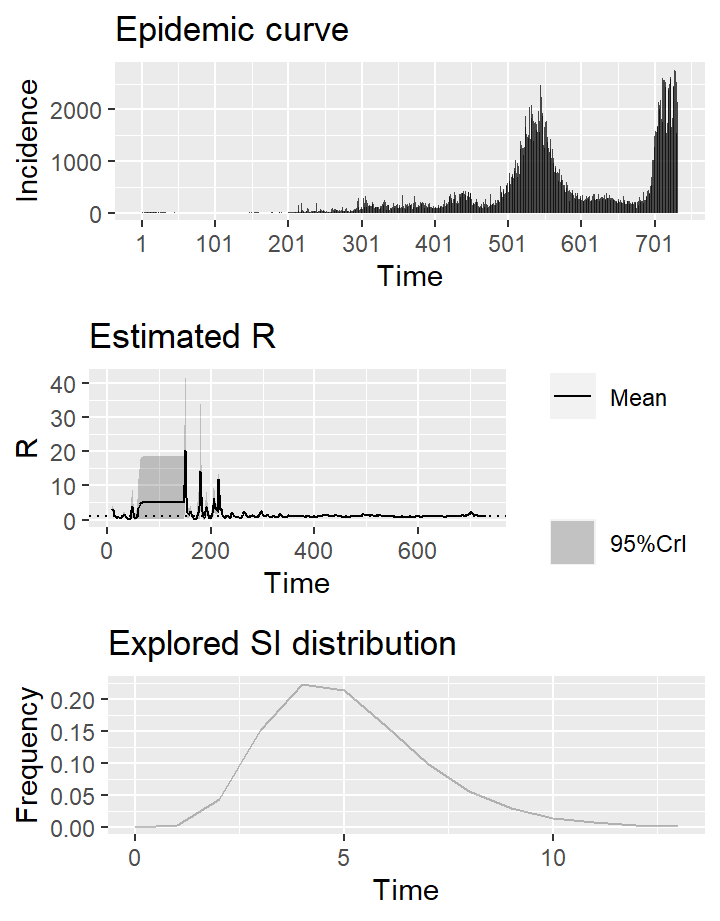 Epidemic curve
Incidence
2000
1000
0
1 101 201 301 401 501 601 701
Time
Estimated R
R
40
30
20
10
0
0 200 400 600
Time
Mean
95%CrI
Explored SI distribution
Frequency
0.20
0.15
0.10
0.05
0.00
0 5 10
Time